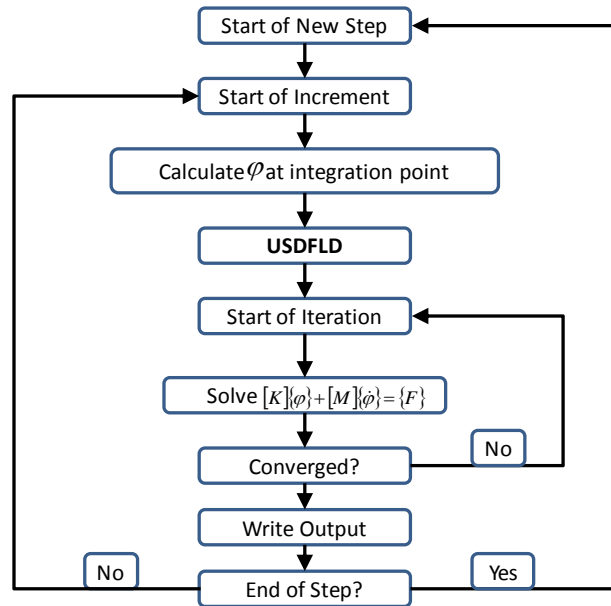 Start of New Step
Start of Increment
Calculate φ at integration point
USDFLD
Start of Iteration
Solve [K]{φ}+[M]{φ̇}={F}
Converged?
No
Write Output
No
End of Step?
Yes